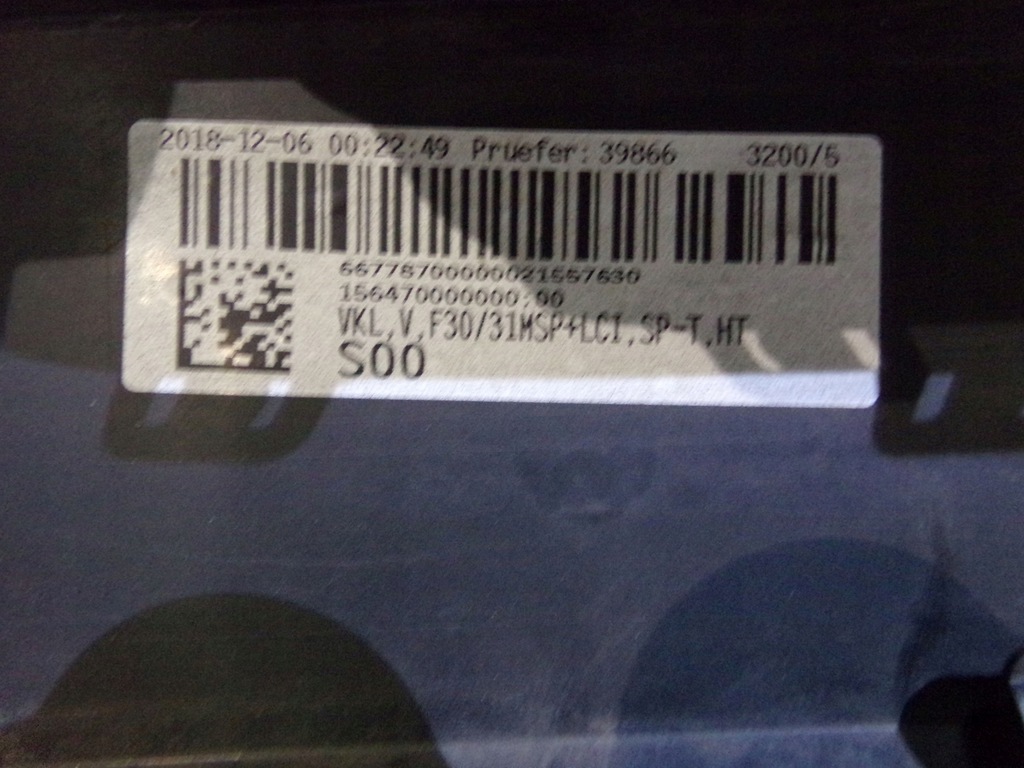 2018-12-06 00:22:49 Pruefer: 39866 3200/5
66778700000021557630
156470000000;00
VKL,V,F30/31MSP+LCI,SP-T,HT
S00